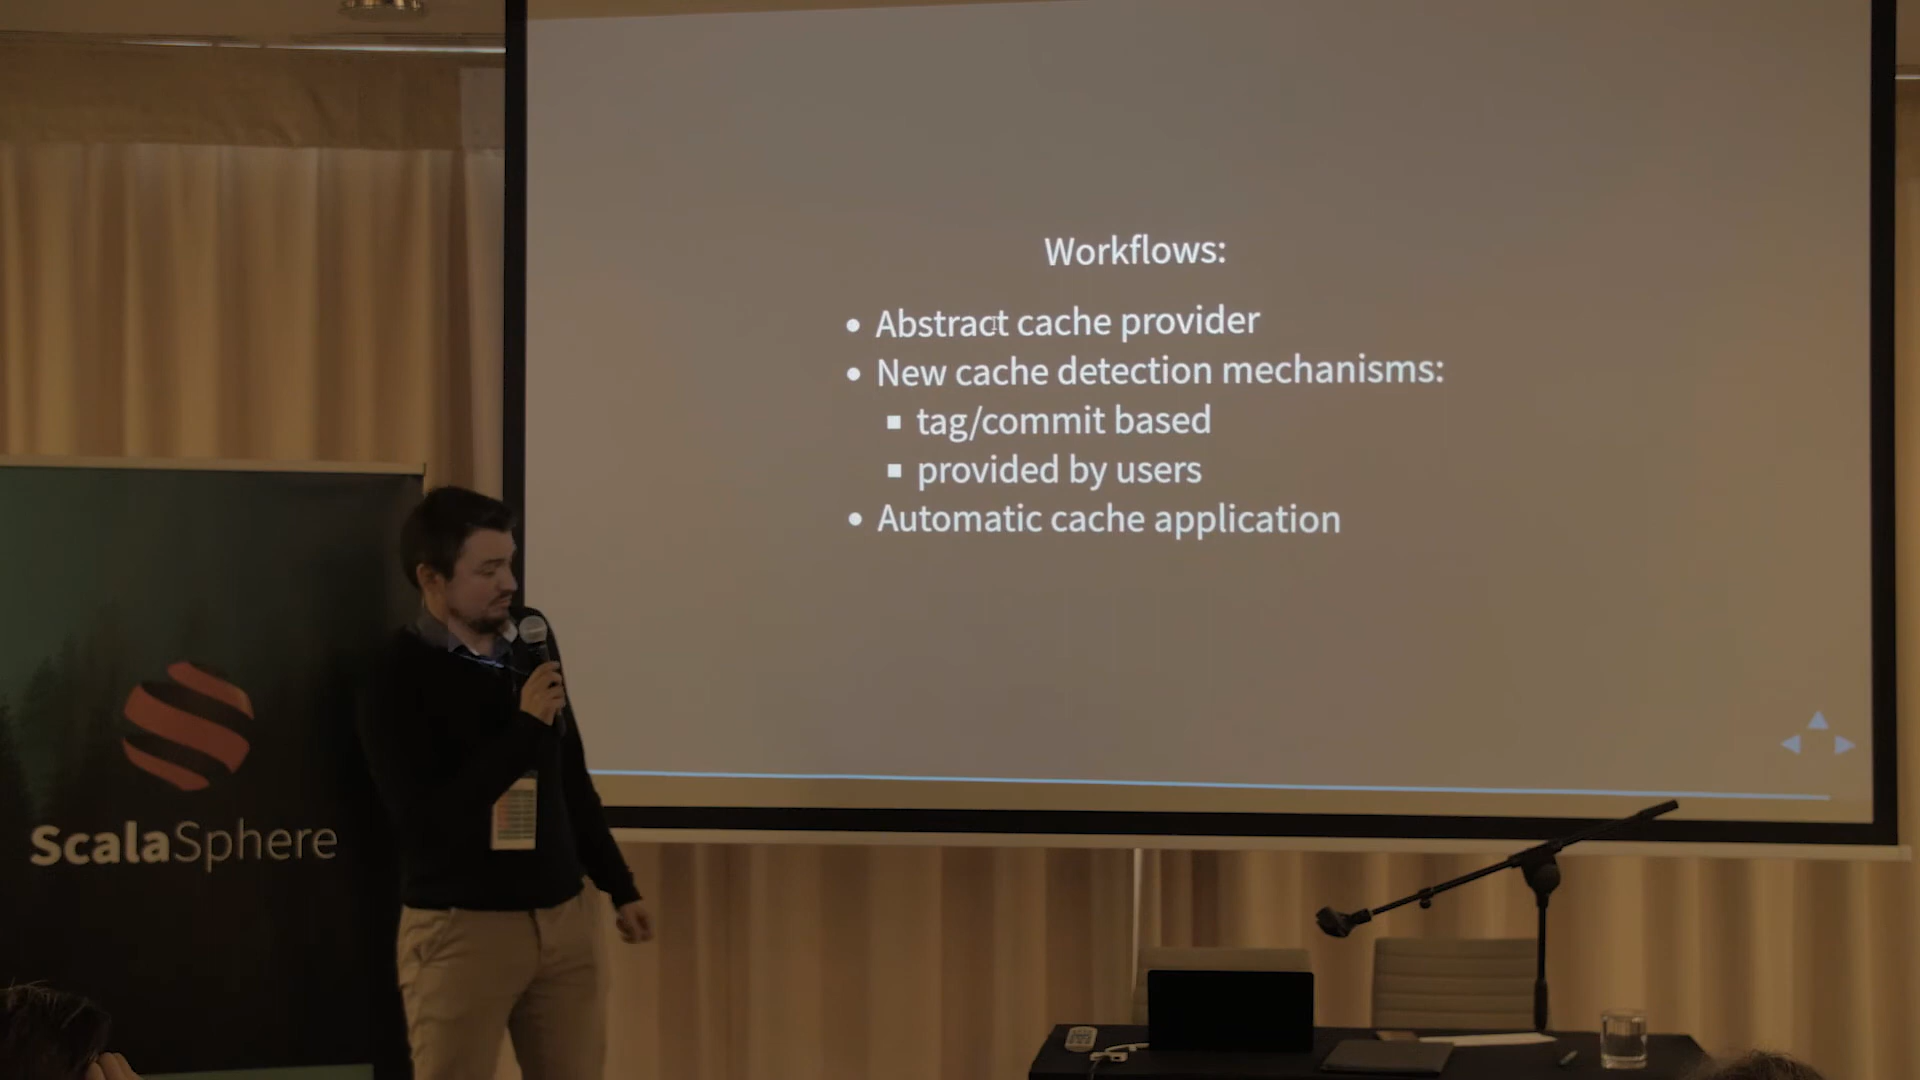 Workflows:
Abstract cache provider
New cache detection mechanisms:
tag/commit based
provided by users
Automatic cache application
ScalaSphere